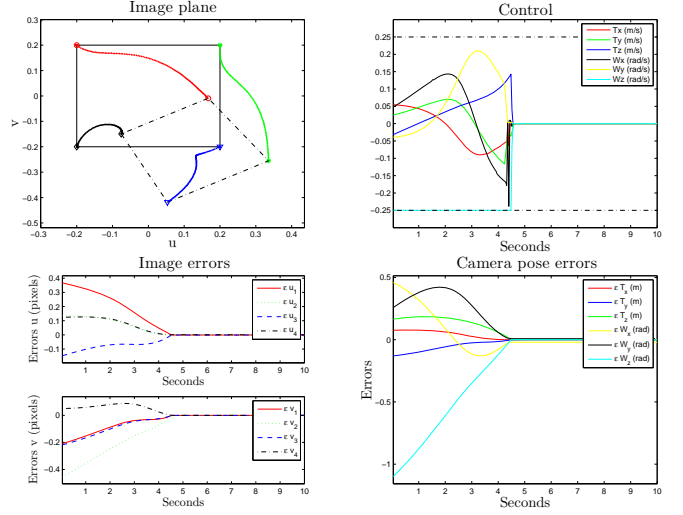 Image plane
0.3
0.2
0.1
0
−0.1
−0.2
−0.3
−0.4
−0.5
−0.3 −0.2 −0.1 0 0.1 0.2 0.3 0.4
v
u
Control
0.25
0.2
0.15
0.1
0.05
0
−0.05
−0.1
−0.15
−0.2
−0.25
0 1 2 3 4 5 6 7 8 9 10
Seconds
Tx (m/s)
Ty (m/s)
Tz (m/s)
Wx (rad/s)
Wy (rad/s)
Wz (rad/s)
Image errors
Errors u (pixels)
0.4
0.3
0.2
0.1
0
−0.1
1 2 3 4 5 6 7 8 9 10
Seconds
ε u1
ε u2
ε u3
ε u4
Errors v (pixels)
0
−0.2
−0.4
1 2 3 4 5 6 7 8 9 10
Seconds
ε v1
ε v2
ε v3
ε v4
Camera pose errors
Errors
0.5
0
−0.5
−1
1 2 3 4 5 6 7 8 9 10
Seconds
ε Tx (m)
ε Ty (m)
ε Tz (m)
ε Wx (rad)
ε Wy (rad)
ε Wz (rad)